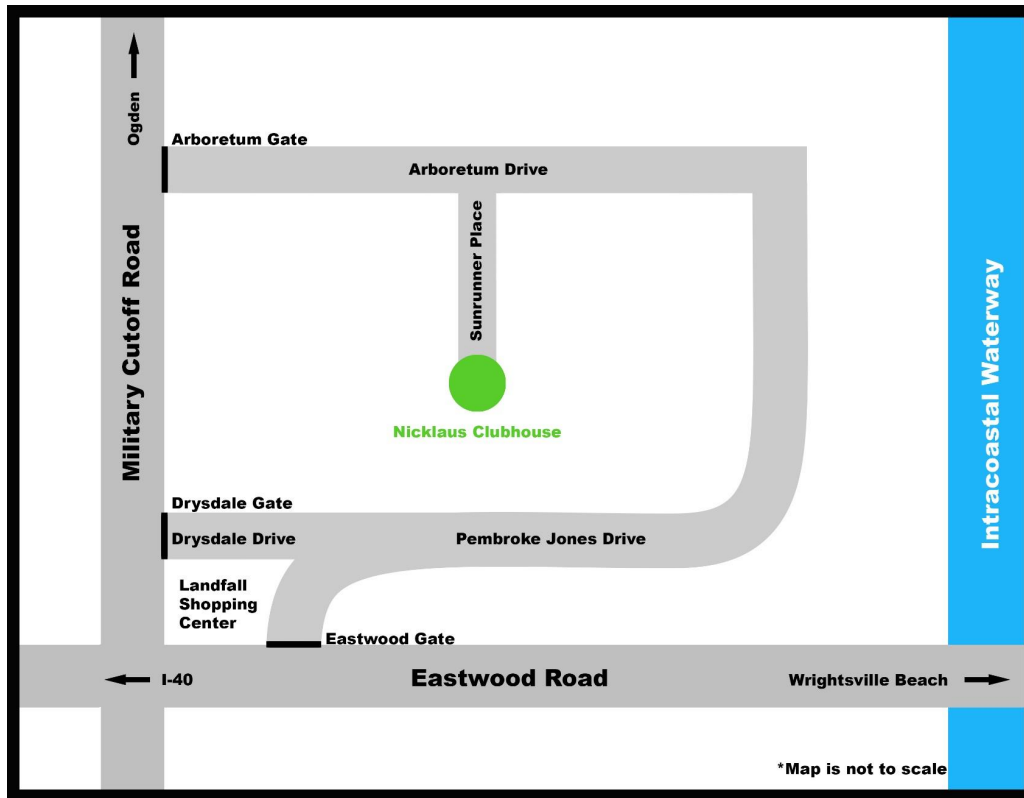 Ogden
Arboretum Gate
Arboretum Drive
Sunrunner Place
Military Cutoff Road
Intracoastal Waterway
Nicklaus Clubhouse
Drysdale Gate
Drysdale Drive
Pembroke Jones Drive
Landfall
Shopping
Center
Eastwood Gate
I-40
Eastwood Road
Wrightsville Beach
*Map is not to scale